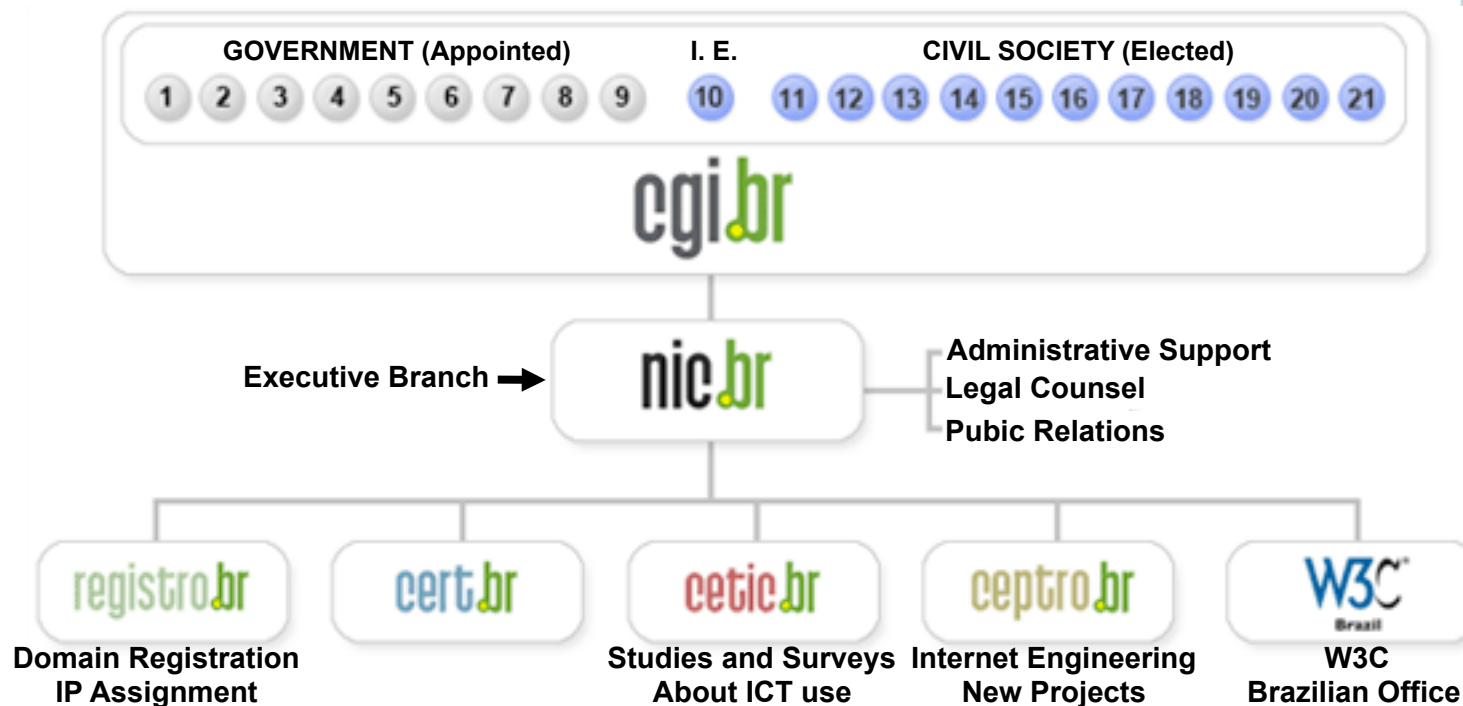 GOVERNMENT (Appointed) I. E. CIVIL SOCIETY (Elected)
1 2 3 4 5 6 7 8 9 10 11 12 13 14 15 16 17 18 19 20 21
cgi.br
Administrative Support
Executive Branch nic.br Legal Counsel
Pubic Relations
registro.br cert.br cetic.br ceptro.br W3C
Brazil
Domain Registration Studies and Surveys Internet Engineering W3C
IP Assignment About ICT use New Projects Brazilian Office